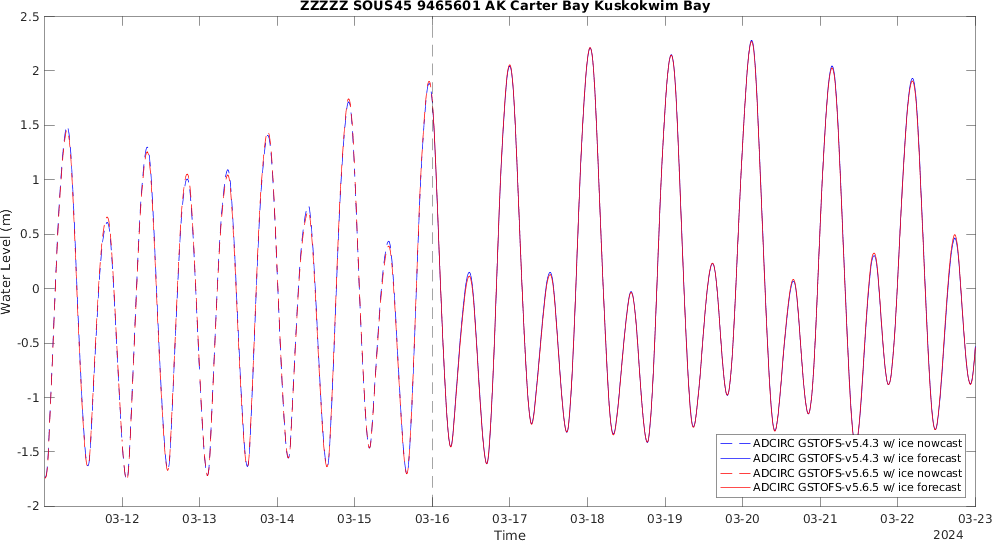 ZZZZZ SOUS45 9465601 AK Carter Bay Kuskokwim Bay
2.5
2
1.5
1
0.5
0
-0.5
-1
-1.5
-2
Water Level (m)
ADCIRC GSTOFS-v5.4.3 w/ ice nowcast
ADCIRC GSTOFS-v5.4.3 w/ ice forecast
ADCIRC GSTOFS-v5.6.5 w/ ice nowcast
ADCIRC GSTOFS-v5.6.5 w/ ice forecast
03-12 03-13 03-14 03-15 03-16 03-17 03-18 03-19 03-20 03-21 03-22 03-23
Time
2024